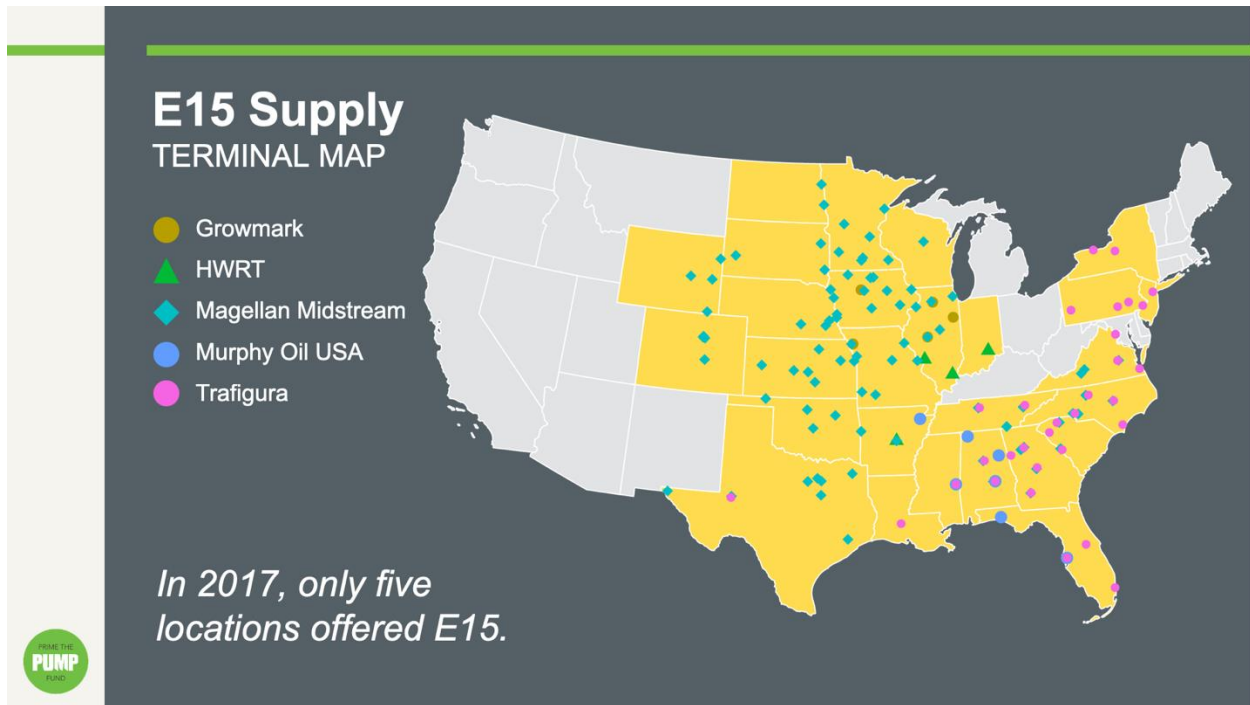 E15 Supply
TERMINAL MAP
Growmark
HWRT
Magellan Midstream
Murphy Oil USA
Trafigura
In 2017, only five
locations offered E15.
PRIME THE
PUMP
FUND